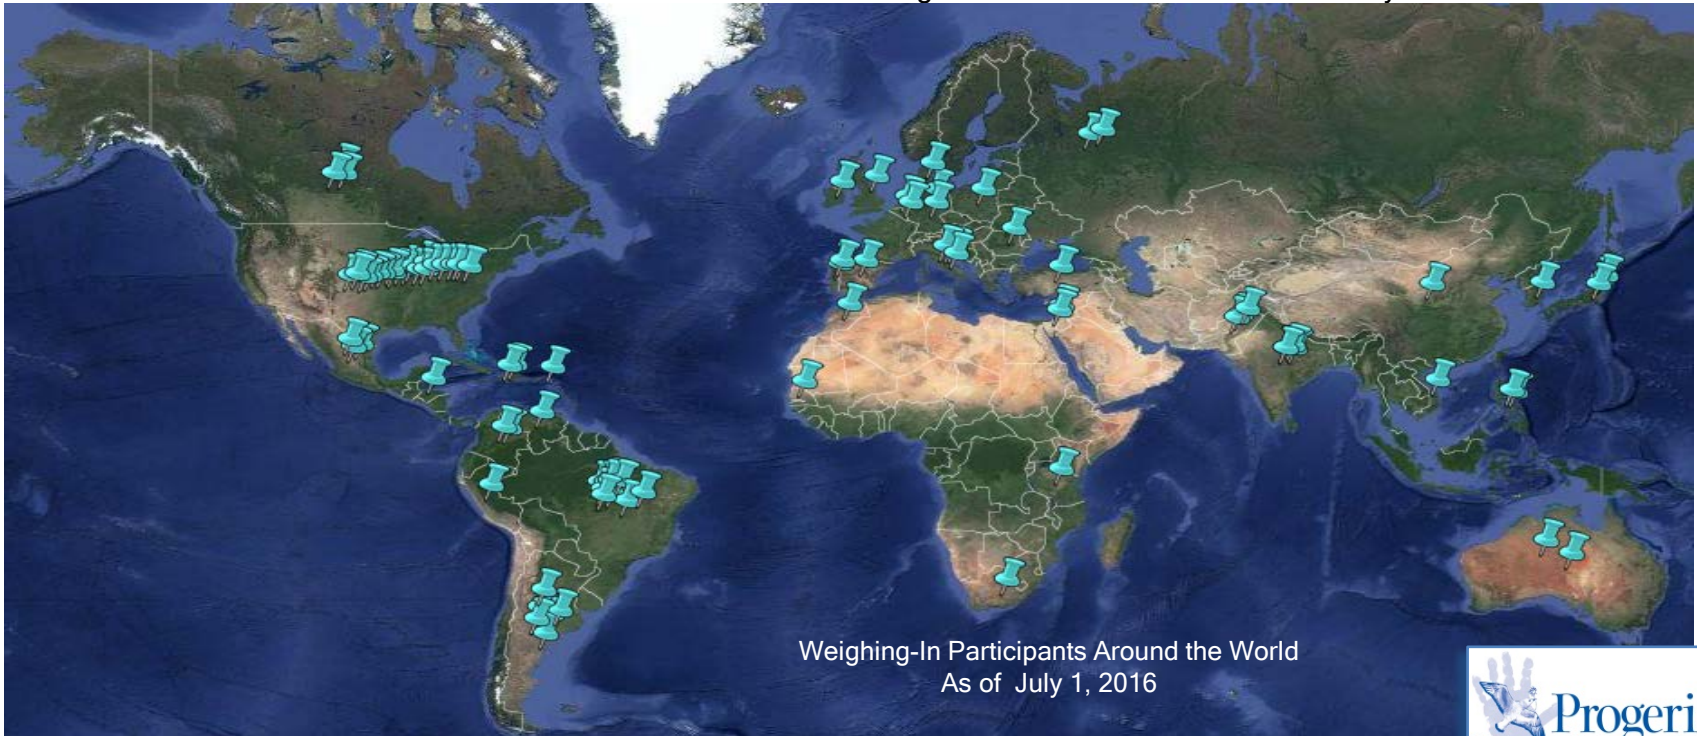 Weighing-In Participants Around the World
As of July 1, 2016
Progeri